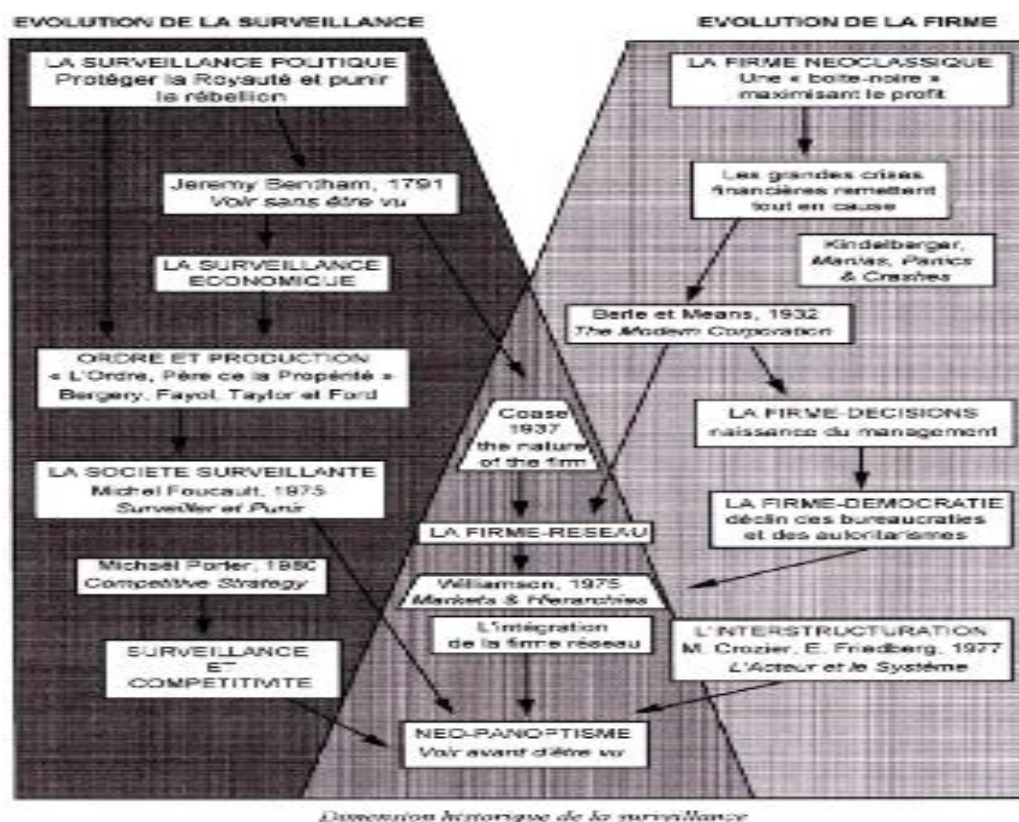 EVOLUTION DE LA SURVEILLANCE
LA SURVEILLANCE POLITIQUE
Protéger la Royauté et punir
la rébellion
Jeremy Bentham, 1791
Voir sans être vu
LA SURVEILLANCE
ECONOMIQUE
ORDRE ET PRODUCTION
« L'Ordre, Père de la Propérité »
Bergery, Fayol, Taylor et Ford
LA SOCIETE SURVEILLANTE
Michel Foucault, 1975
Surveiller et Punir
Michaël Porter, 1980
Competitive Strategy
SURVEILLANCE
ET
COMPETITIVITE
EVOLUTION DE LA FIRME
LA FIRME NEOCLASSIQUE
Une « boîte-noire »
maximisant le profit
Les grandes crises
financières remettent
tout en cause
Kindelberger,
Manias, Panics
& Crashes
Berle et Means, 1932
The Modern Corporation
LA FIRME-DECISIONS
naissance du management
LA FIRME-DEMOCRATIE
déclin des bureaucraties
et des autoritarismes
Coase
1937
the nature
of the firm
LA FIRME-RESEAU
Williamson, 1975
Markets & Hierarchies
L'intégration
de la firme réseau
L'INTERSTRUCTURATION
M. Crozier, E. Friedberg, 1977
L'Acteur et le Système
NEO-PANOPTISME
Voir avant d'être vu
Dimension historique de la surveillance